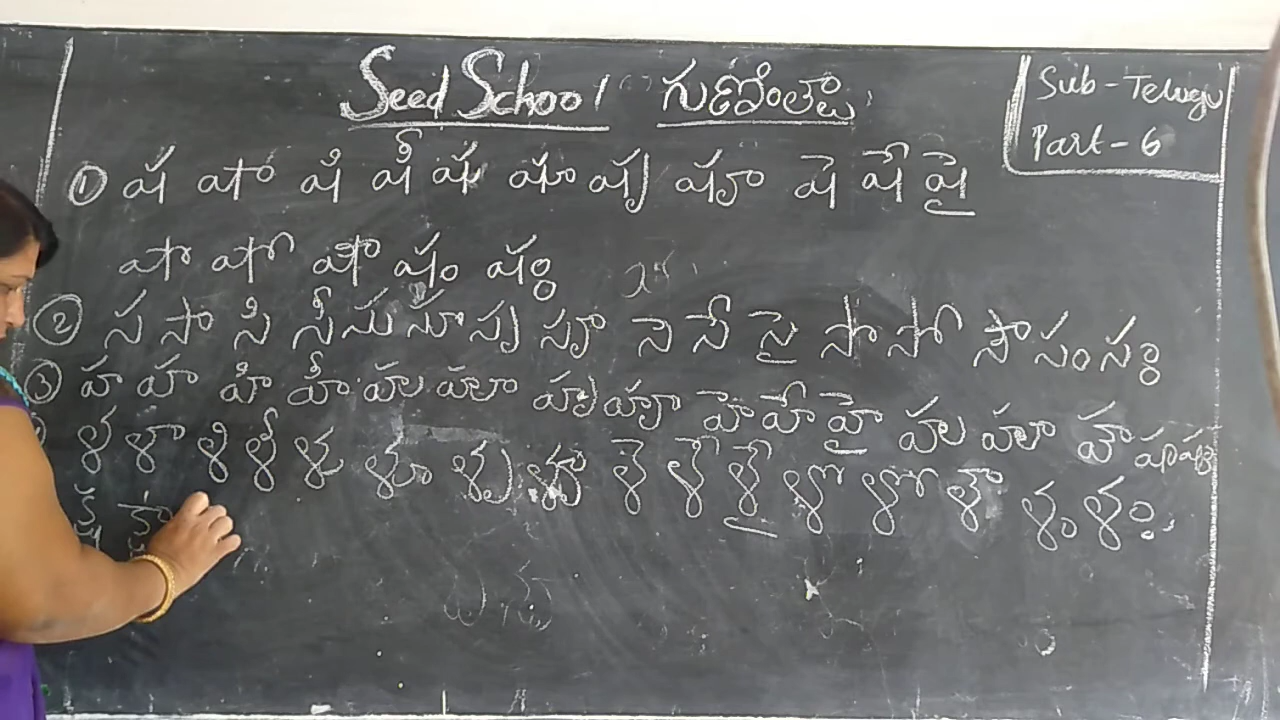 Seed School గుణింతాలు
Sub - Telugu
Part - 6
① ష షా షి షీ షు షూ షృ షౄ షె షే షై
షొ షో షౌ షం షః
② స సా సి సీ సు సూ సృ సౄ సె సే సై సొ సో సౌ సం సః
③ హ హా హి హీ హు హూ హృ హౄ హె హే హై హొ హో హౌ హం హః
ళ ళా ళి ళీ ళు ళూ ళృ ళౄ ళె ళే ళై ళొ ళో ళౌ ళం ళః
క్ష క్షా